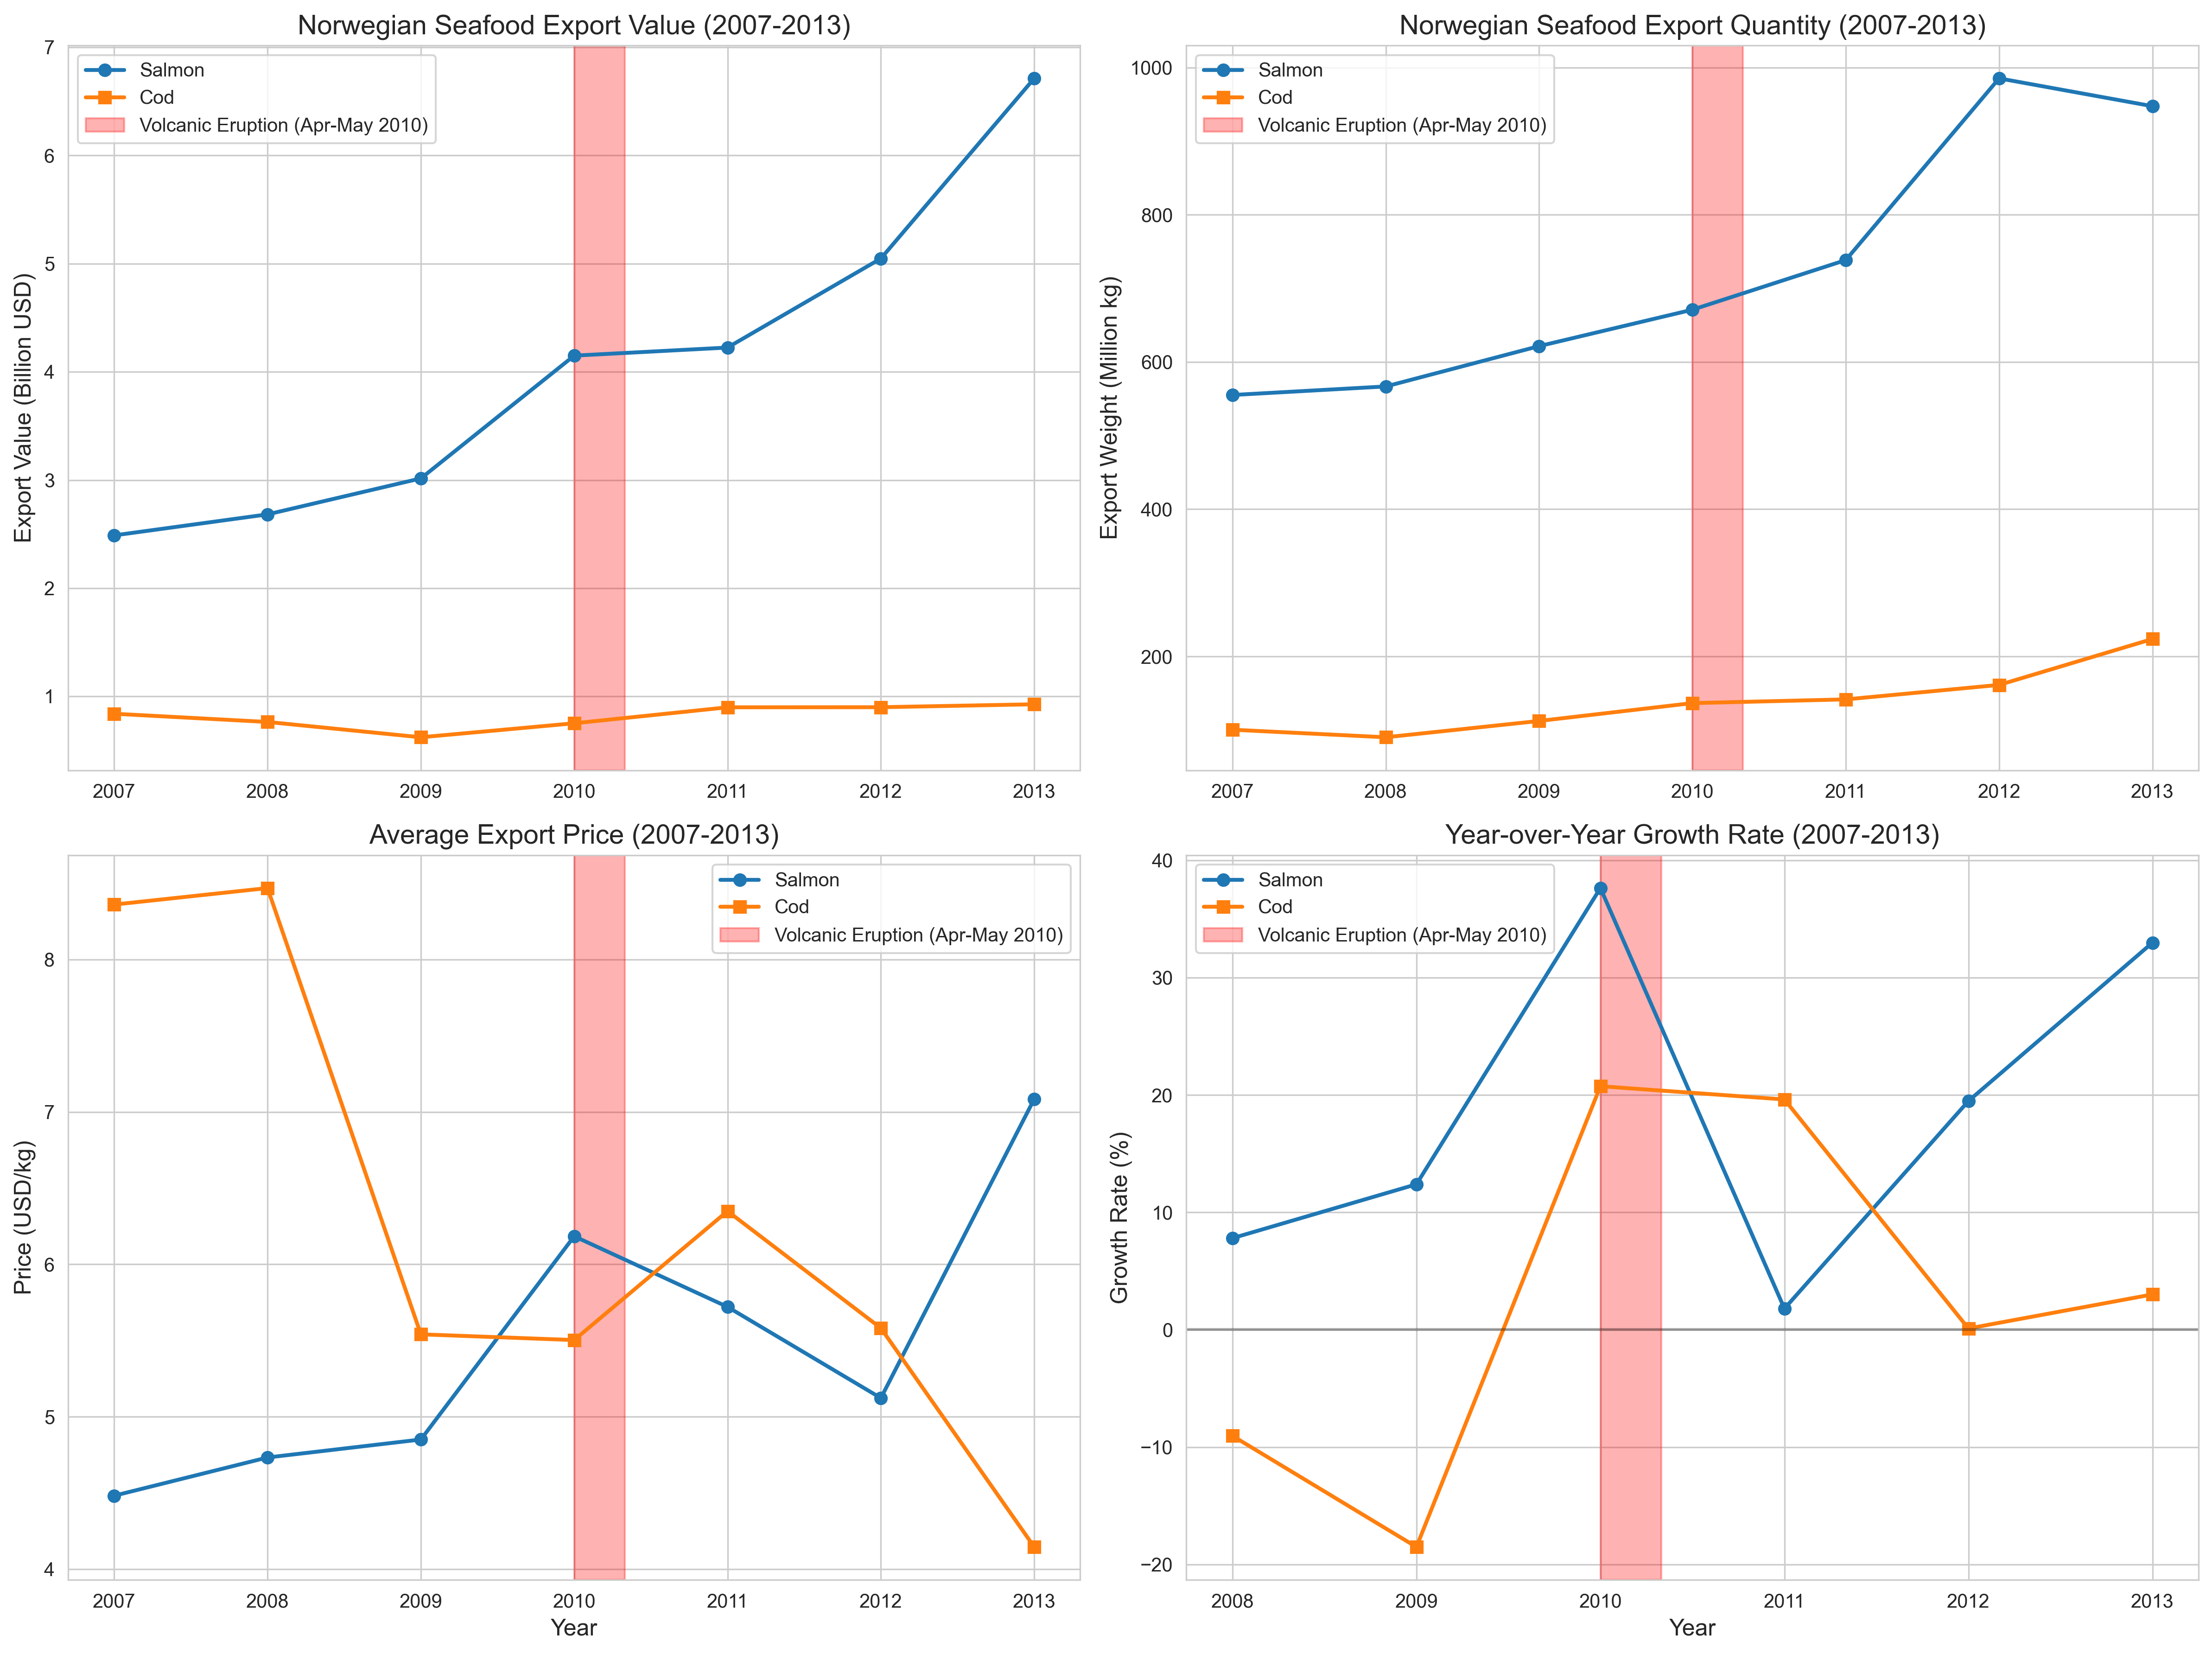 Norwegian Seafood Export Value (2007-2013)
Export Value (Billion USD)
7
6
5
4
3
2
1
Salmon
Cod
Volcanic Eruption (Apr-May 2010)
2007 2008 2009 2010 2011 2012 2013
Norwegian Seafood Export Quantity (2007-2013)
Export Weight (Million kg)
1000
800
600
400
200
Salmon
Cod
Volcanic Eruption (Apr-May 2010)
2007 2008 2009 2010 2011 2012 2013
Average Export Price (2007-2013)
Price (USD/kg)
8
7
6
5
4
Salmon
Cod
Volcanic Eruption (Apr-May 2010)
2007 2008 2009 2010 2011 2012 2013
Year
Year-over-Year Growth Rate (2007-2013)
Growth Rate (%)
40
30
20
10
0
−10
−20
Salmon
Cod
Volcanic Eruption (Apr-May 2010)
2008 2009 2010 2011 2012 2013
Year